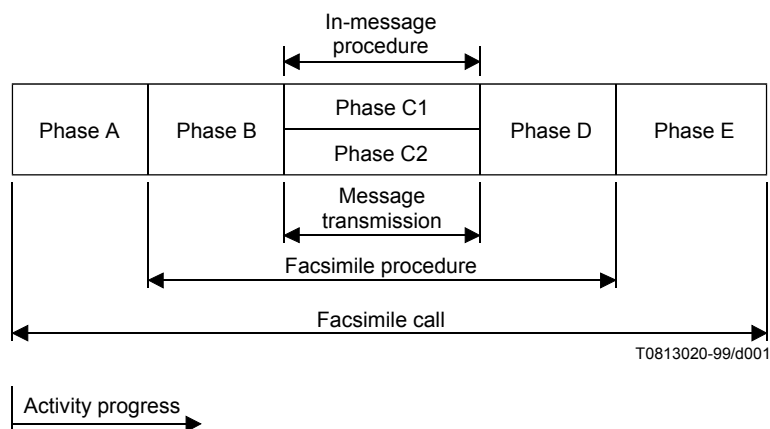 In-message
procedure
Phase A
Phase B
Phase C1
Phase C2
Phase D
Phase E
Message
transmission
Facsimile procedure
Facsimile call
T0813020-99/d001
Activity progress